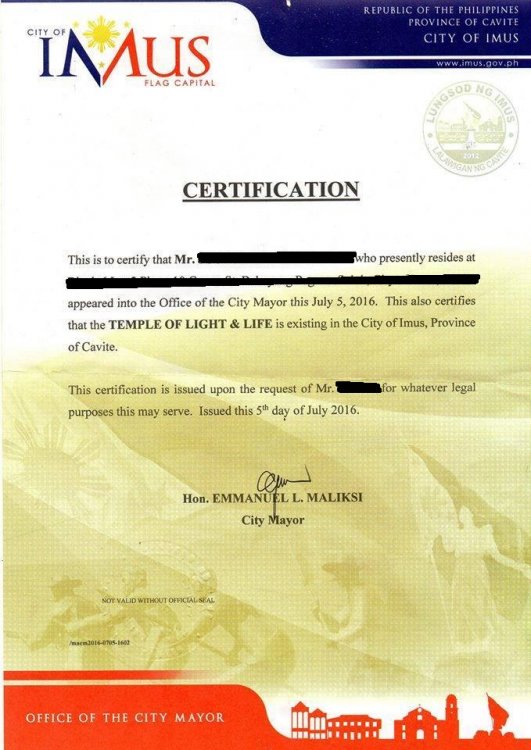 CITY OF
IMUS
FLAG CAPITAL
REPUBLIC OF THE PHILIPPINES
PROVINCE OF CAVITE
CITY OF IMUS
www.imus.gov.ph
LUNGSOD NG IMUS
2012
LALAWIGAN NG CAVITE
CERTIFICATION
This is to certify that Mr. who presently resides at
appeared into the Office of the City Mayor this July 5, 2016. This also certifies
that the TEMPLE OF LIGHT & LIFE is existing in the City of Imus, Province
of Cavite.
This certification is issued upon the request of Mr. for whatever legal
purposes this may serve. Issued this 5th day of July 2016.
Hon. EMMANUEL L. MALIKSI
City Mayor
NOT VALID WITHOUT OFFICIAL SEAL
/macm2016-0705-1602
OFFICE OF THE CITY MAYOR